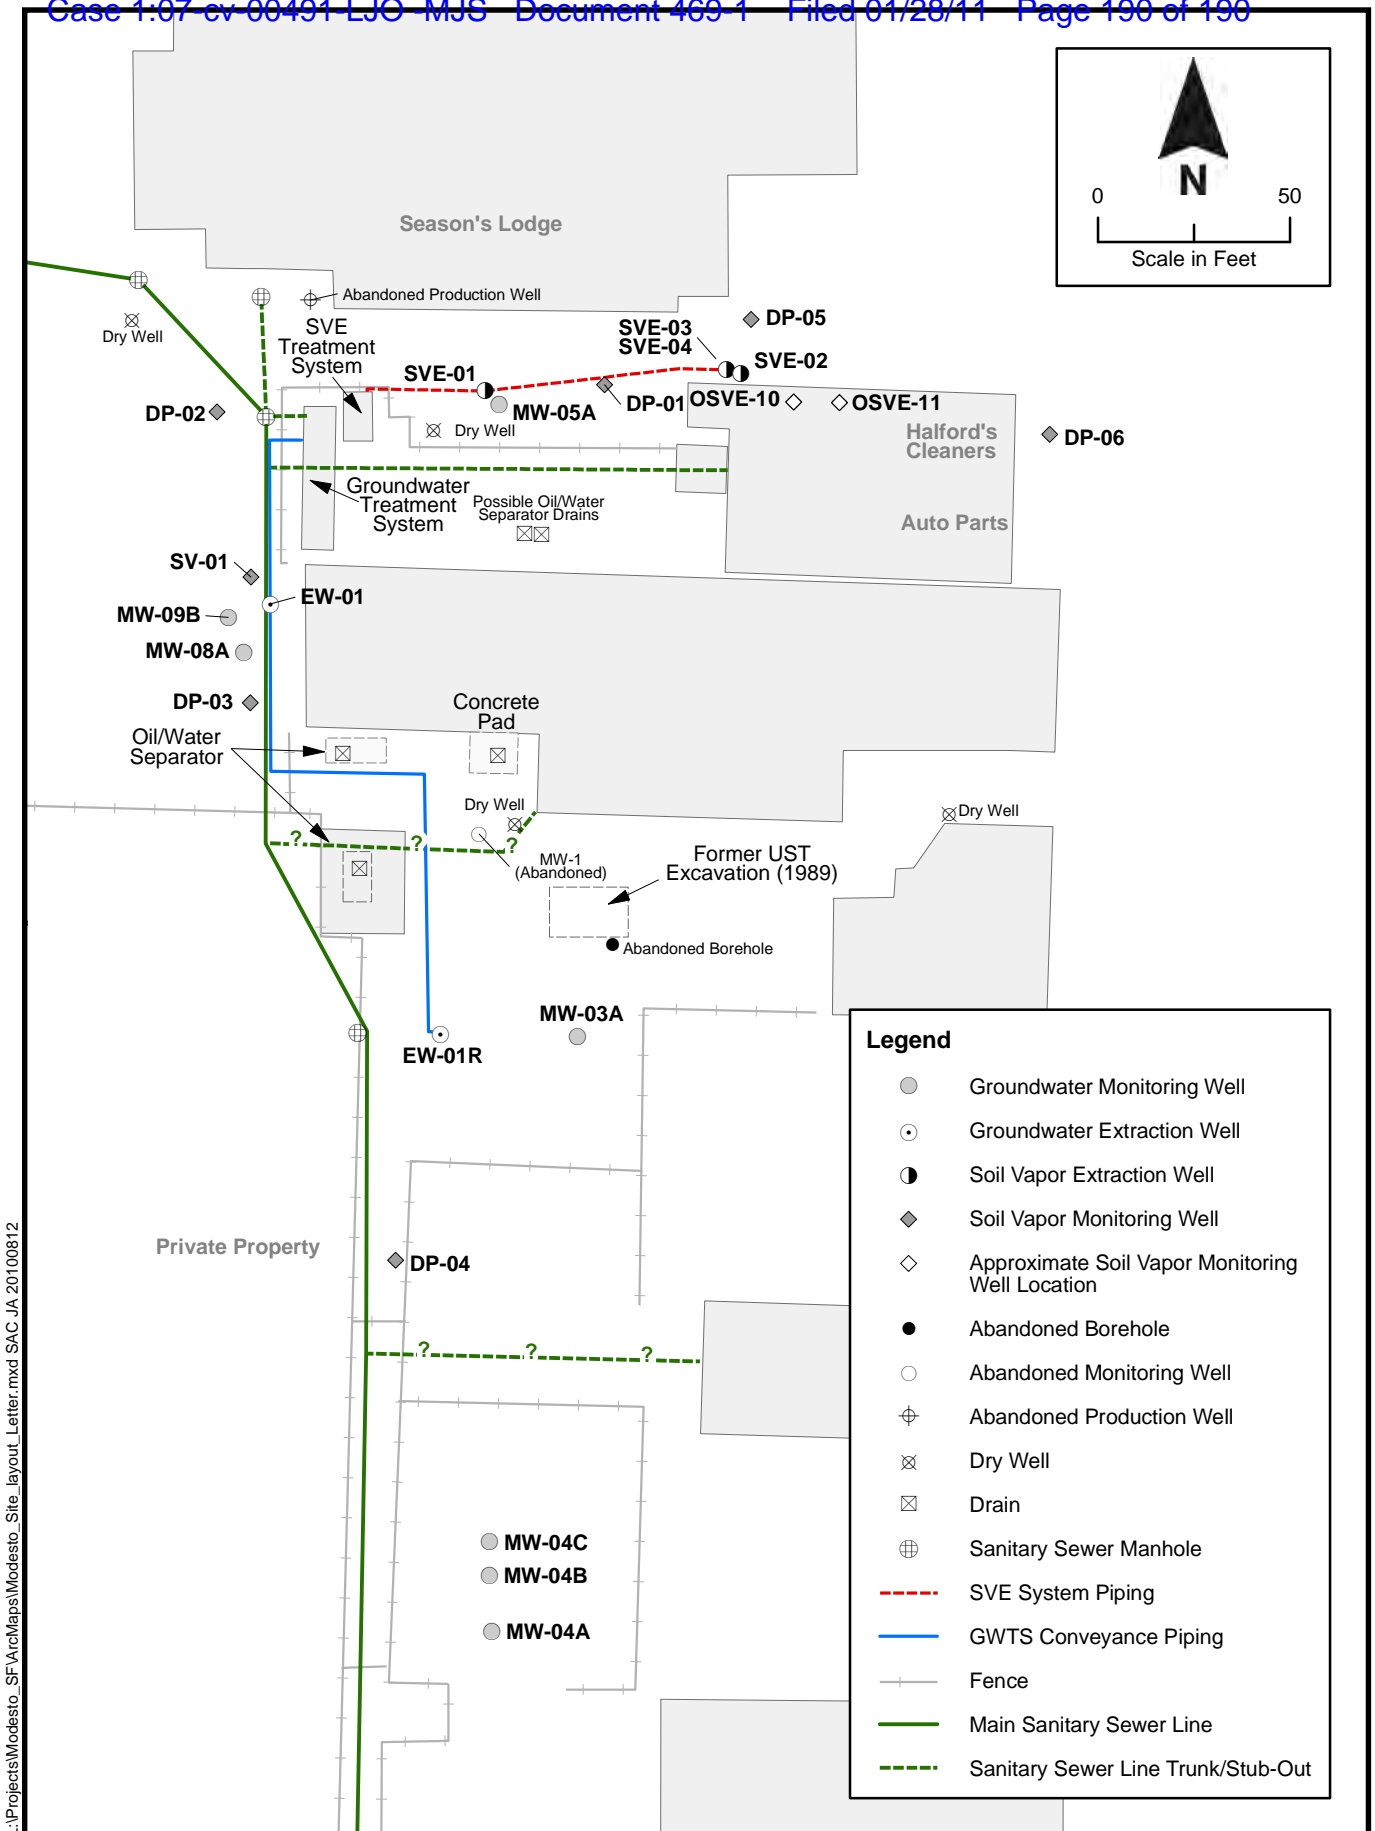 Case 1:07-cv-00491-LJO -MJS Document 469-1 Filed 01/28/11 Page 190 of 190
N
0 50
Scale in Feet
Season's Lodge
Abandoned Production Well
Dry Well
SVE
Treatment
System
SVE-03
SVE-04
DP-05
SVE-02
SVE-01
DP-02
MW-05A
DP-01
OSVE-10
OSVE-11
Dry Well
Halford's
Cleaners
DP-06
Groundwater
Treatment
System
Possible Oil/Water
Separator Drains
Auto Parts
SV-01
EW-01
MW-09B
MW-08A
DP-03
Concrete
Pad
Oil/Water
Separator
Dry Well
Dry Well
?
?
?
MW-1
(Abandoned)
Former UST
Excavation (1989)
Abandoned Borehole
MW-03A
EW-01R
Private Property
DP-04
?
?
?
MW-04C
MW-04B
MW-04A
Legend
Groundwater Monitoring Well
Groundwater Extraction Well
Soil Vapor Extraction Well
Soil Vapor Monitoring Well
Approximate Soil Vapor Monitoring
Well Location
Abandoned Borehole
Abandoned Monitoring Well
Abandoned Production Well
Dry Well
Drain
Sanitary Sewer Manhole
SVE System Piping
GWTS Conveyance Piping
Fence
Main Sanitary Sewer Line
Sanitary Sewer Line Trunk/Stub-Out
:\Projects\Modesto_SF\ArcMaps\Modesto_Site_layout_Letter.mxd SAC JA 20100812